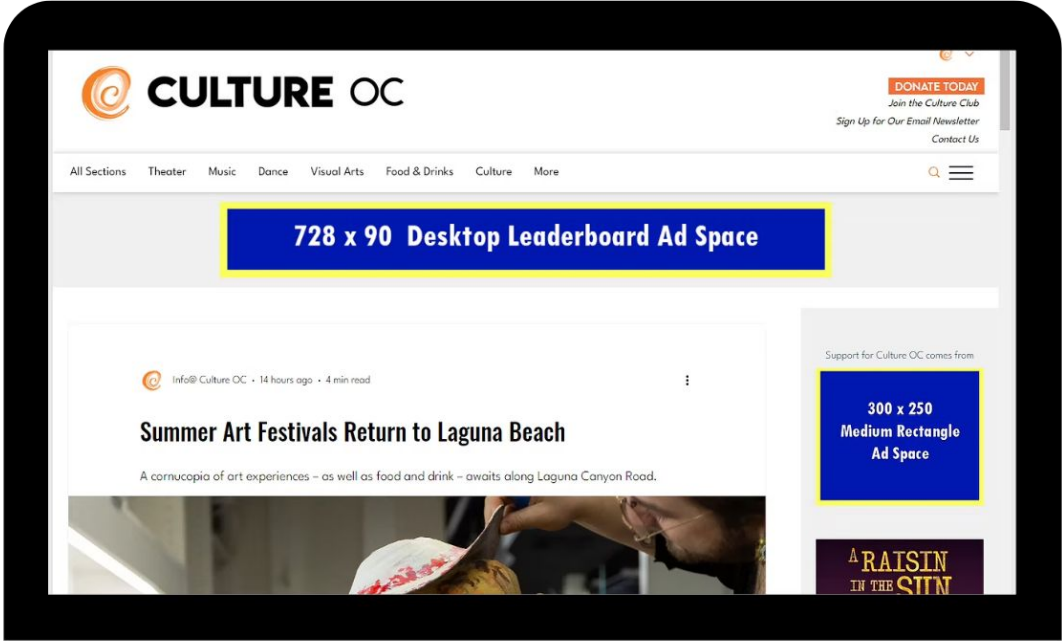 CULTURE OC
DONATE TODAY
Join the Culture Club
Sign Up for Our Email Newsletter
Contact Us
All Sections Theater Music Dance Visual Arts Food & Drinks Culture More
728 x 90 Desktop Leaderboard Ad Space
Support for Culture OC comes from
Info@ Culture OC • 14 hours ago • 4 min read
Summer Art Festivals Return to Laguna Beach
A cornucopia of art experiences – as well as food and drink – awaits along Laguna Canyon Road.
300 x 250
Medium Rectangle
Ad Space
A RAISIN
IN THE SUN